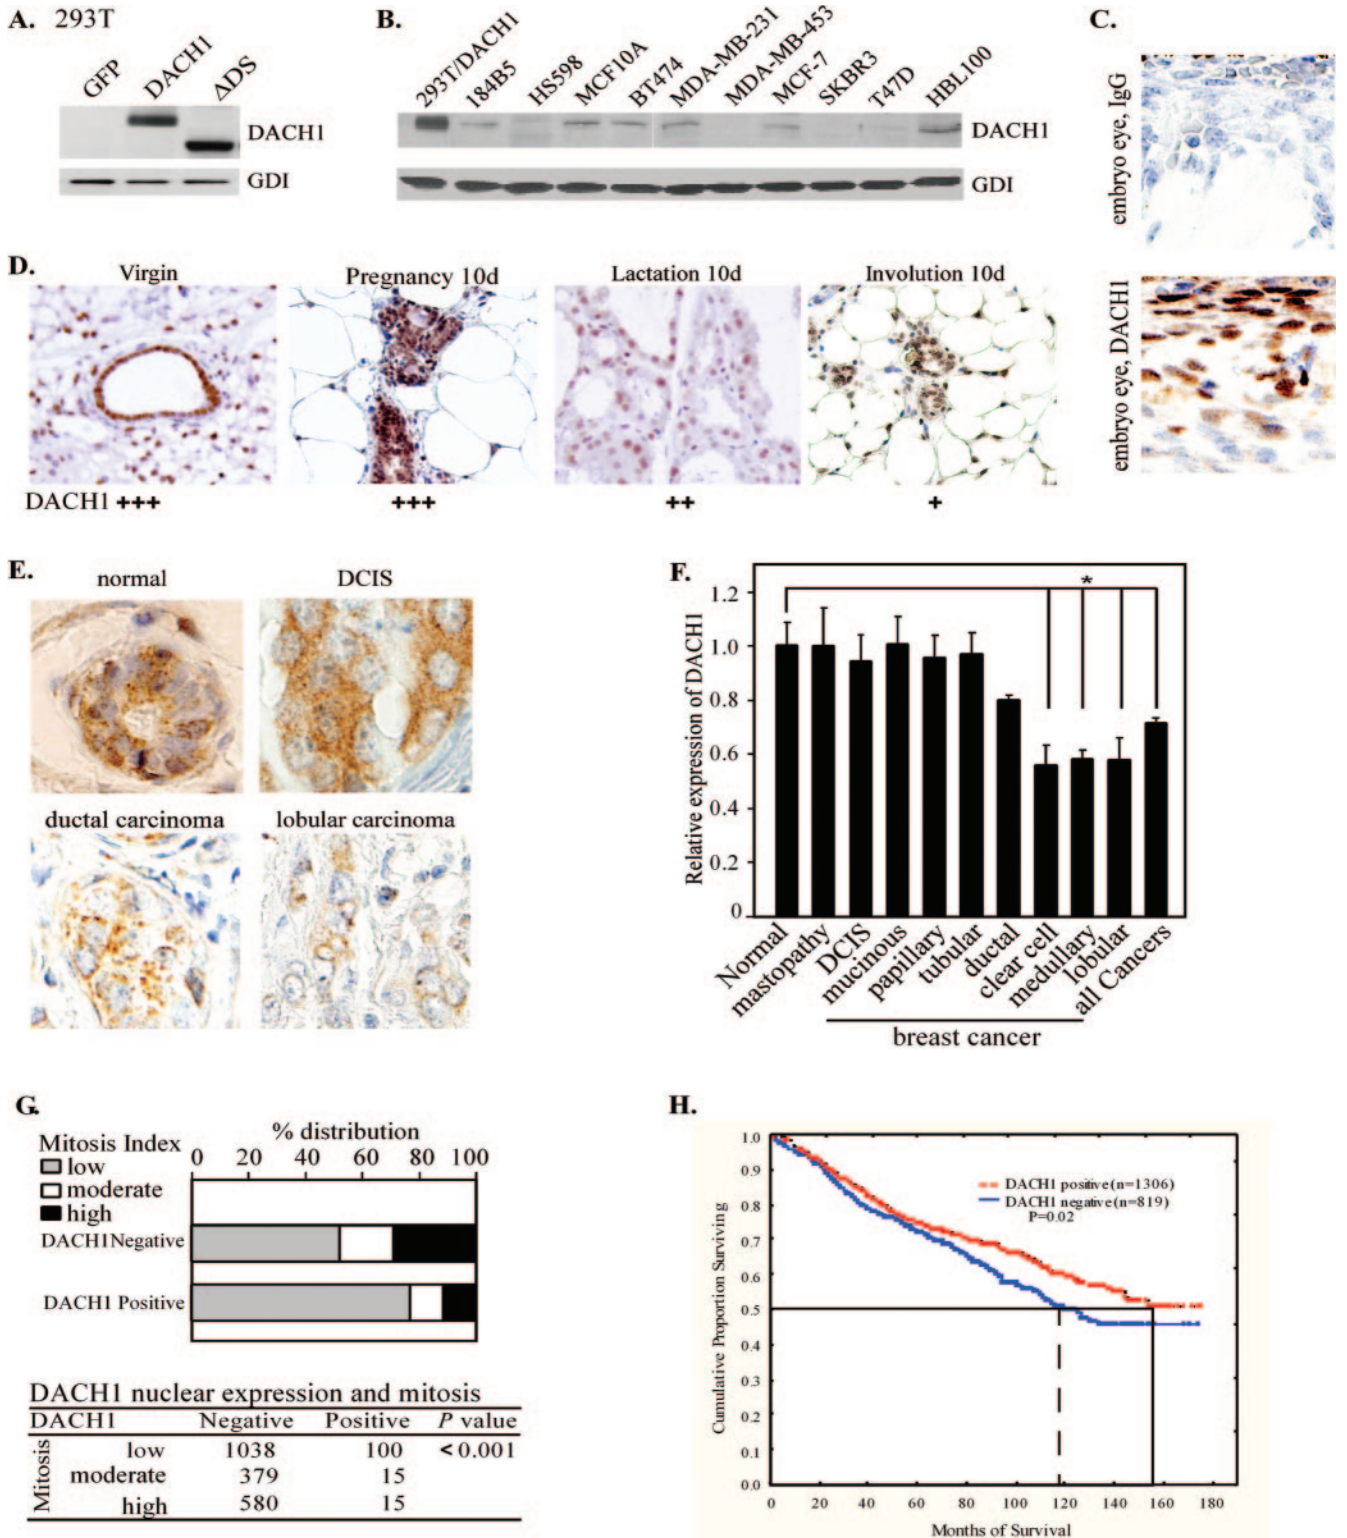 A. 293T
GFP
DACH1
ΔDS
DACH1
GDI
B.
293T/DACH1
184B5
HS598
MCF10A
BT474
MDA-MB-231
MDA-MB-453
MCF-7
SKBR3
T47D
HBL100
DACH1
GDI
C.
embryo eye, IgG
embryo eye, DACH1
D.
Virgin
Pregnancy 10d
Lactation 10d
Involution 10d
DACH1 +++
+++
++
+
E.
normal
DCIS
ductal carcinoma
lobular carcinoma
F.
Relative expression of DACH1
1.2
1.0
0.8
0.6
0.4
0.2
0
*
Normal
mastopathy
DCIS
mucinous
papillary
tubular
ductal
clear cell
medullary
lobular
all Cancers
breast cancer
G.
% distribution
Mitosis Index
low
moderate
high
0 20 40 60 80 100
DACH1Negative
DACH1 Positive
DACH1 nuclear expression and mitosis
DACH1 Negative Positive P value
Mitosis
low 1038 100 <0.001
moderate 379 15
high 580 15
H.
Cumulative Proportion Surviving
1.0
0.9
0.8
0.7
0.6
0.5
0.4
0.3
0.2
0.1
0.0
DACH1 positive(n=1306)
DACH1 negative(n=819)
P=0.02
0 20 40 60 80 100 120 140 160 180
Months of Survival